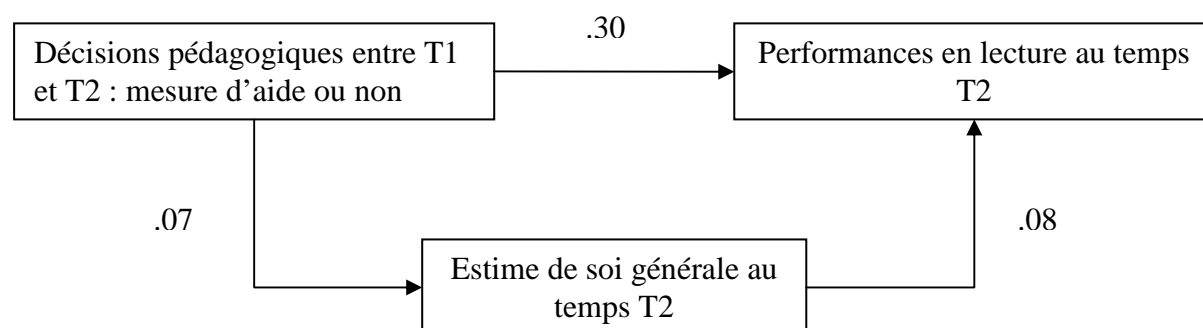 .30
Décisions pédagogiques entre T1
et T2 : mesure d’aide ou non
Performances en lecture au temps
T2
.07
.08
Estime de soi générale au
temps T2